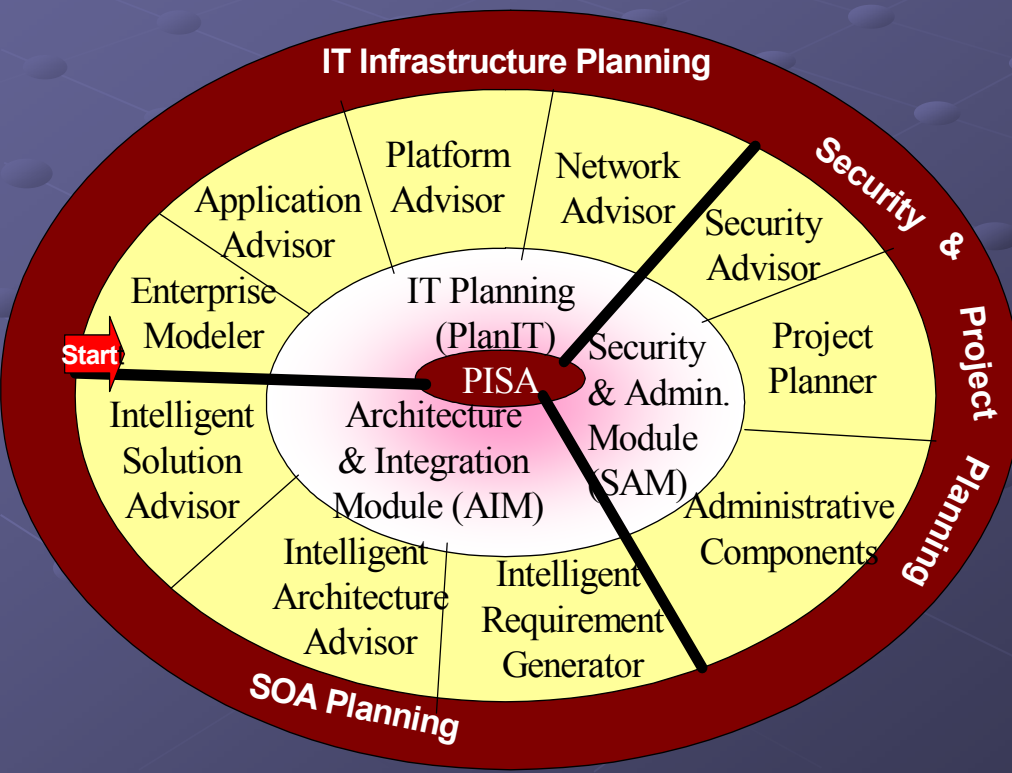 IT Infrastructure Planning
Security & Project Planning
SOA Planning
Start
Enterprise
Modeler
Application
Advisor
Platform
Advisor
Network
Advisor
Security
Advisor
Project
Planner
Administrative
Components
Intelligent
Requirement
Generator
Intelligent
Architecture
Advisor
Intelligent
Solution
Advisor
IT Planning
(PlanIT)
Security
& Admin.
Module
(SAM)
Architecture
& Integration
Module (AIM)
PISA